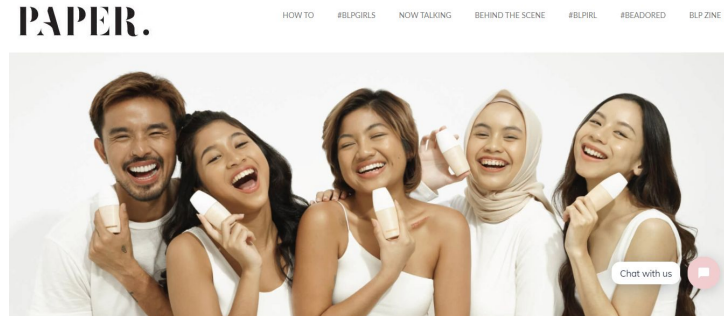 PAPER.
HOW TO #BLPGIRLS NOW TALKING BEHIND THE SCENE #BLPIRL #BEADORED BLP ZINE
Chat with us